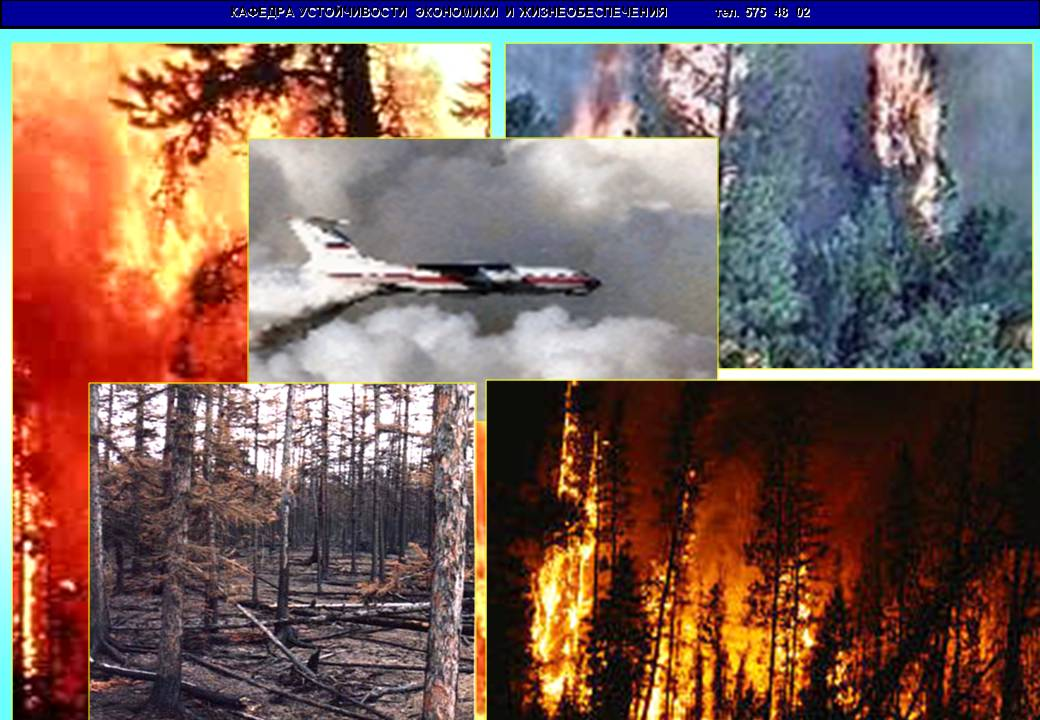 КАФЕДРА УСТОЙЧИВОСТИ ЭКОНОМИКИ И ЖИЗНЕОБЕСПЕЧЕНИЯ тел. 575 48 02